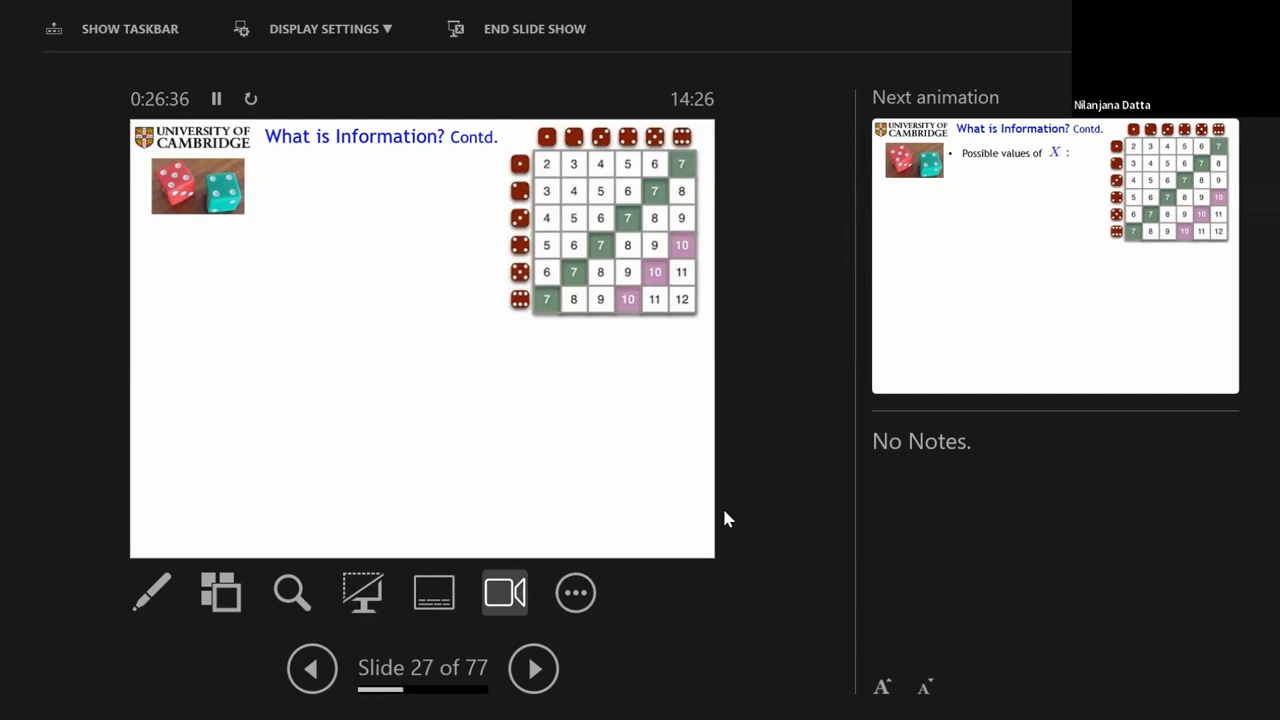 SHOW TASKBAR DISPLAY SETTINGS ▼ END SLIDE SHOW
0:26:36 14:26
UNIVERSITY OF
CAMBRIDGE
What is Information? Contd.
2 3 4 5 6 7
3 4 5 6 7 8
4 5 6 7 8 9
5 6 7 8 9 10
6 7 8 9 10 11
7 8 9 10 11 12
Slide 27 of 77
Next animation
Nilanjana Datta
UNIVERSITY OF
CAMBRIDGE
What is Information? Contd.
• Possible values of X :
2 3 4 5 6 7
3 4 5 6 7 8
4 5 6 7 8 9
5 6 7 8 9 10
6 7 8 9 10 11
7 8 9 10 11 12
No Notes.
A A